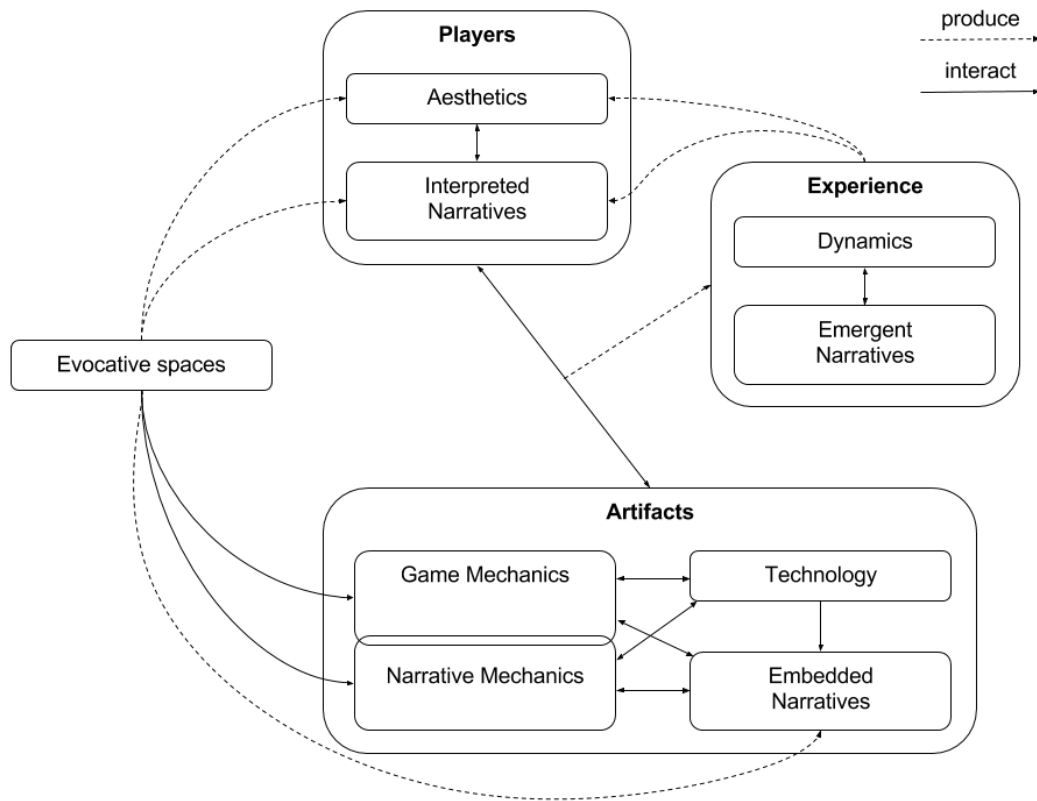 produce
interact
Players
Aesthetics
Interpreted
Narratives
Experience
Dynamics
Emergent
Narratives
Evocative spaces
Artifacts
Game Mechanics
Technology
Narrative Mechanics
Embedded
Narratives